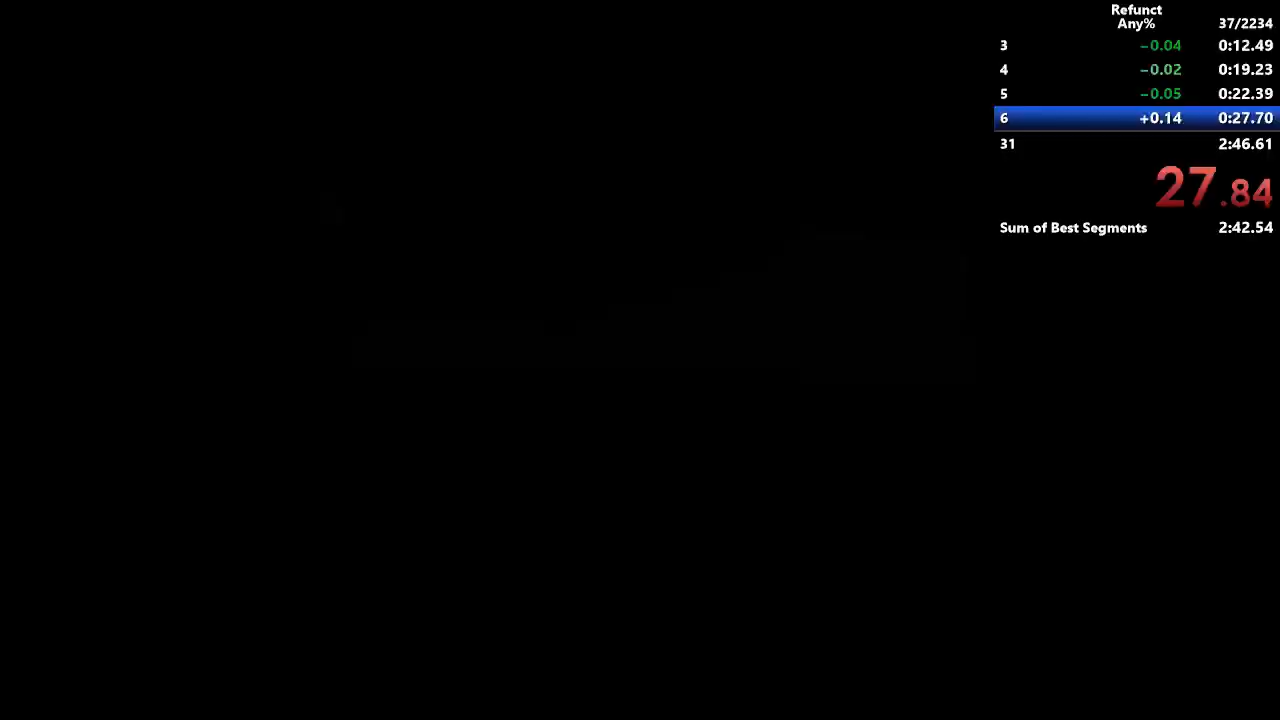 Refunct
Any% 37/2234
3 −0.04 0:12.49
4 −0.02 0:19.23
5 −0.05 0:22.39
6 +0.14 0:27.70
31 2:46.61
27.84
Sum of Best Segments 2:42.54